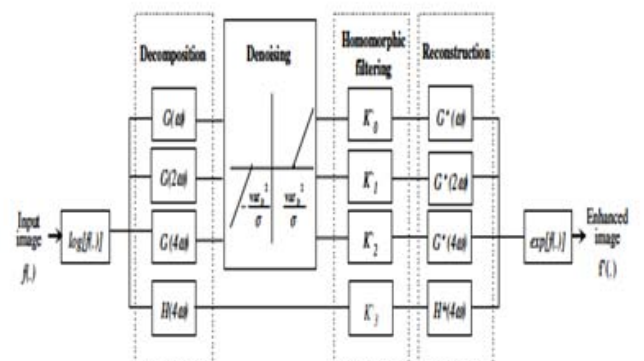 Decomposition
Denoising
Homomorphic
filtering
Reconstruction
G(ω)
K0
G*(ω)
G(2ω)
K1
G*(2ω)
Input
image
f(.)
log[f(.)]
G(4ω)
K2
G*(4ω)
exp[f(.)]
Enhanced
image
f'(.)
H(4ω)
K3
H*(4ω)